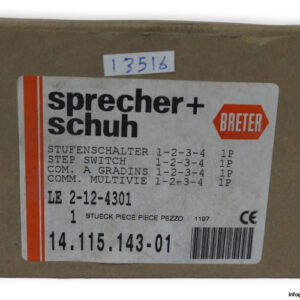 13516
sprecher+
schuh
BRETER
STUFENSCHALTER 1-2-3-4 1P
STEP SWITCH 1-2-3-4 1P
COM. A GRADINS 1-2-3-4 1P
COMM. MULTIVIE 1-2-3-4 1P
LE 2-12-4301
1 STUECK PIECE PIECE PEZZO 1197 CE
14.115.143-01